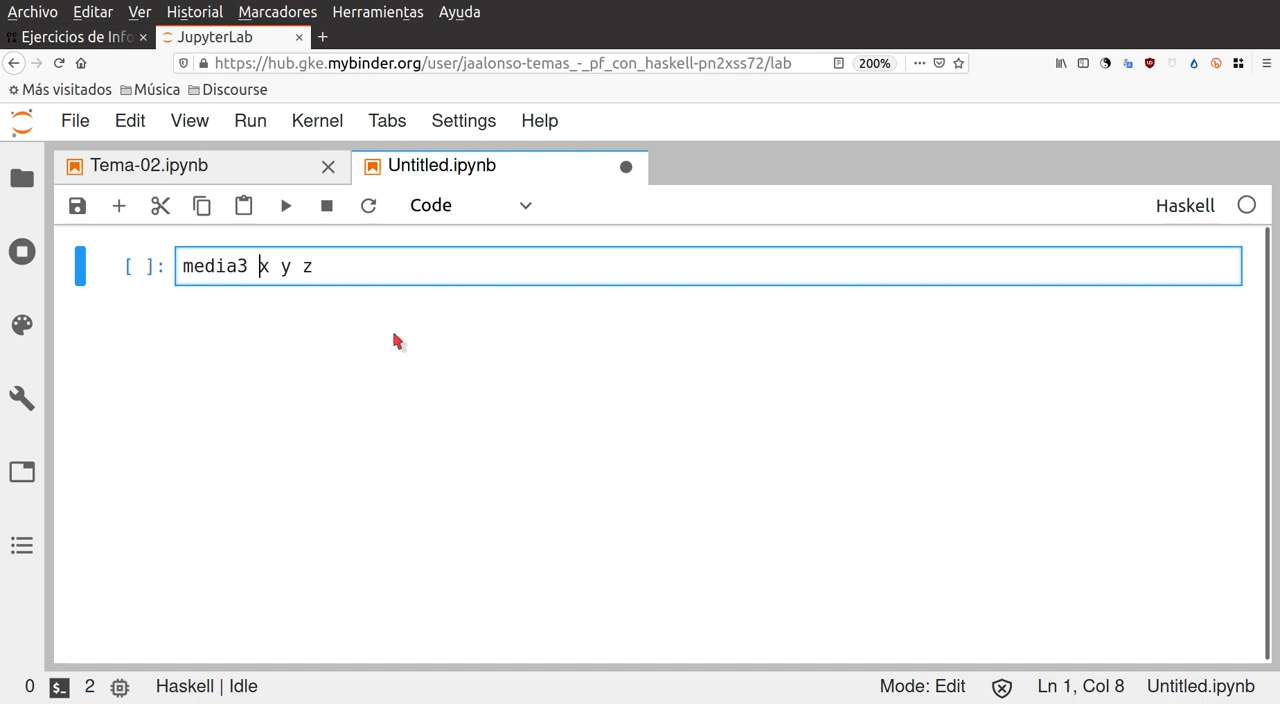 Archivo Editar Ver Historial Marcadores Herramientas Ayuda
Ejercicios de Info × JupyterLab × +
https://hub.gke.mybinder.org/user/jaalonso-temas_-_pf_con_haskell-pn2xss72/lab 200%
Más visitados Música Discourse
File Edit View Run Kernel Tabs Settings Help
Tema-02.ipynb Untitled.ipynb
Code Haskell
[ ]: media3 x y z
0 $_ 2 Haskell | Idle Mode: Edit Ln 1, Col 8 Untitled.ipynb